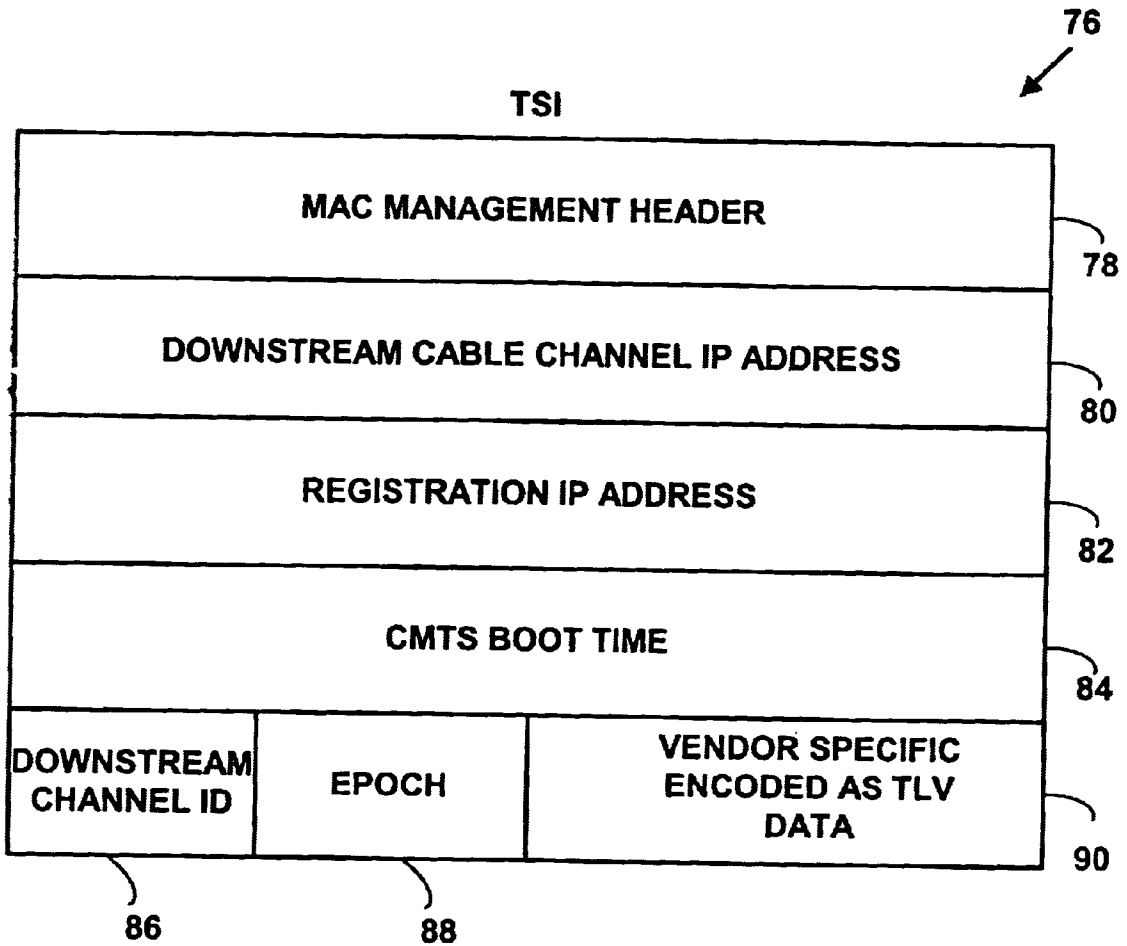 76
TSI
MAC MANAGEMENT HEADER
78
DOWNSTREAM CABLE CHANNEL IP ADDRESS
80
REGISTRATION IP ADDRESS
82
CMTS BOOT TIME
84
DOWNSTREAM
CHANNEL ID
EPOCH
VENDOR SPECIFIC
ENCODED AS TLV
DATA
90
86
88